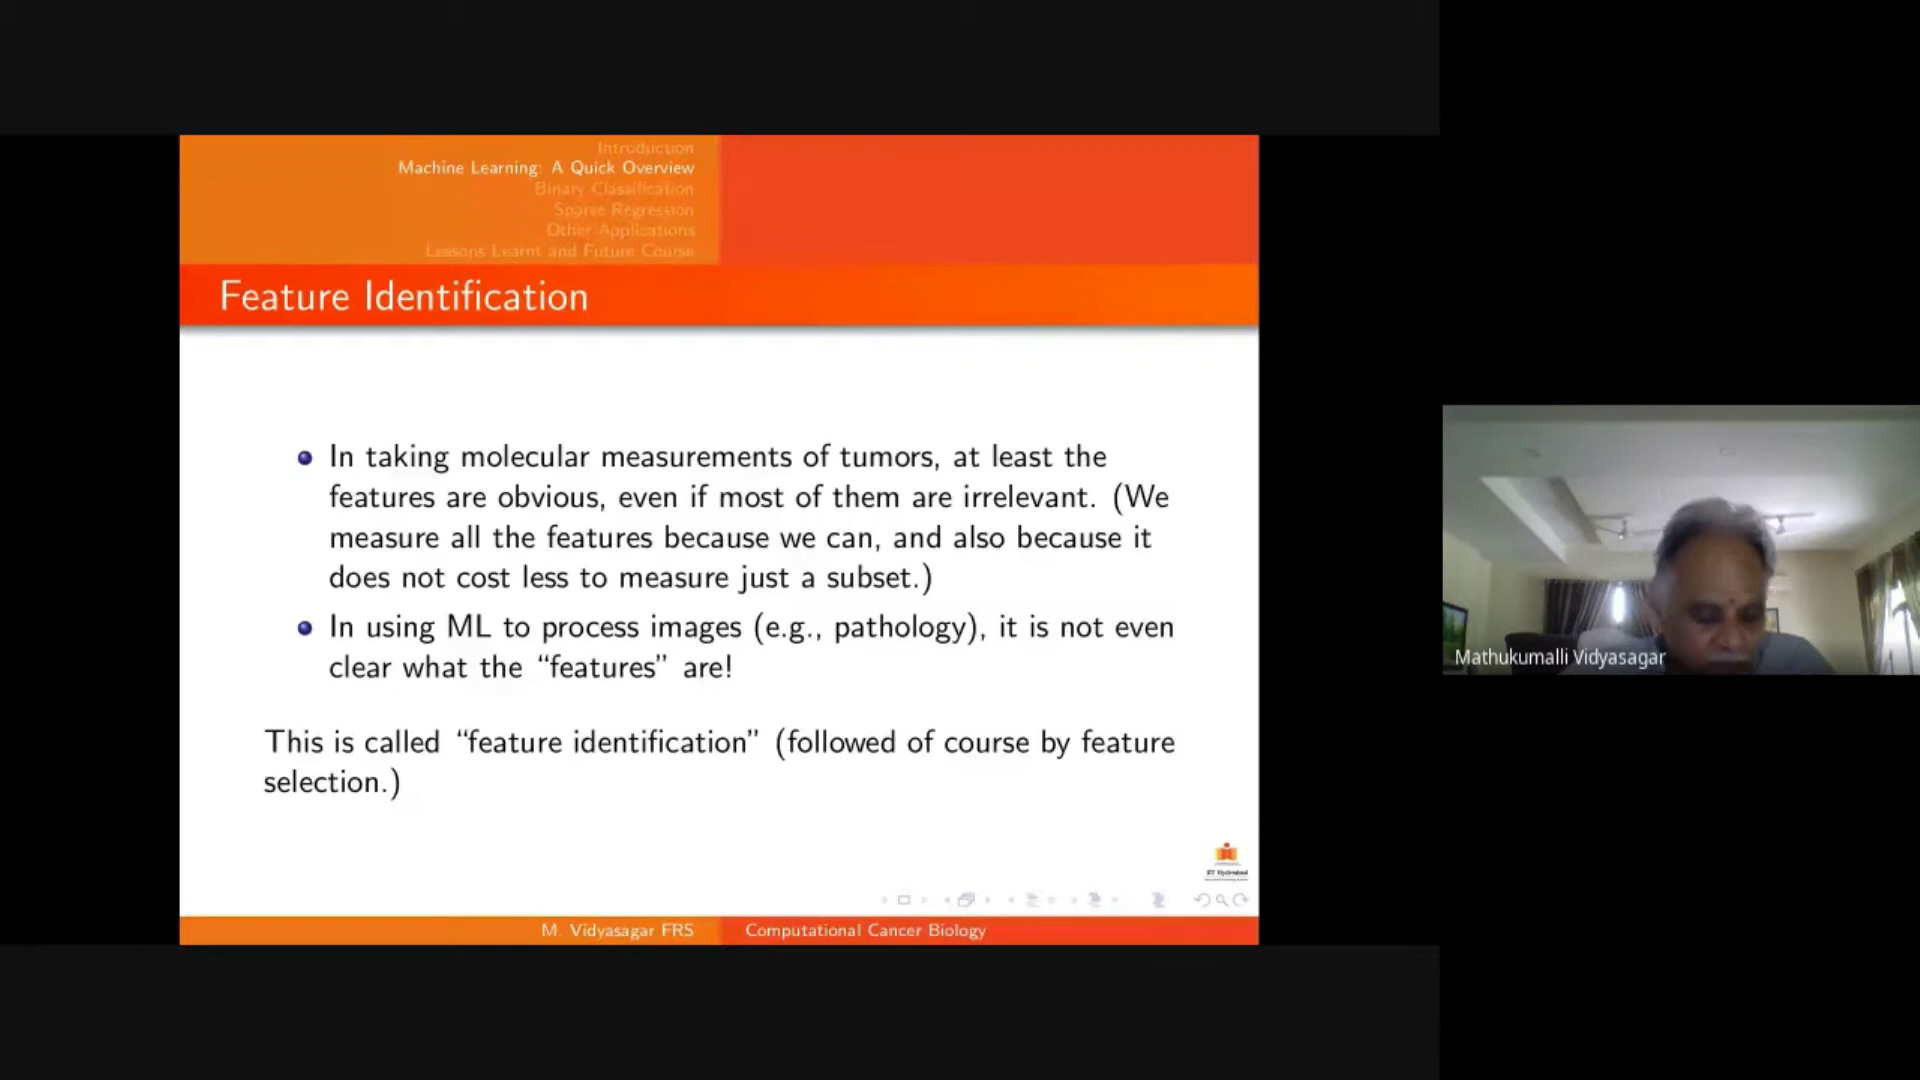 Introduction
Machine Learning: A Quick Overview
Binary Classification
Sparse Regression
Other Applications
Lessons Learnt and Future Course
Feature Identification
In taking molecular measurements of tumors, at least the
features are obvious, even if most of them are irrelevant. (We
measure all the features because we can, and also because it
does not cost less to measure just a subset.)
In using ML to process images (e.g., pathology), it is not even
clear what the “features” are!
This is called “feature identification” (followed of course by feature
selection.)
M. Vidyasagar FRS
Computational Cancer Biology
Mathukumalli Vidyasagar